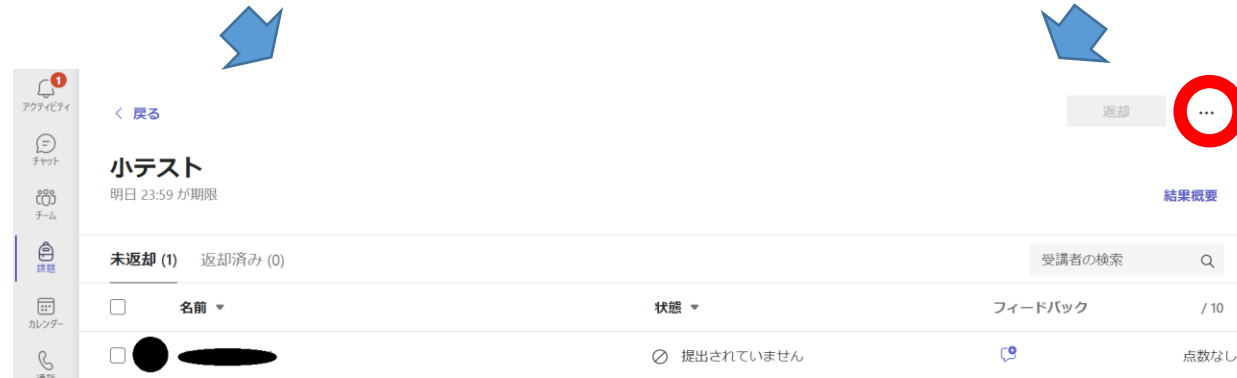 1
アクティビティ
< 戻る
返却
...
チャット
小テスト
明日 23:59 が期限
チーム
結果概要
課題
未返却 (1) 返却済み (0)
受講者の検索
カレンダー
名前
状態
フィードバック
/ 10
提出されていません
点数なし